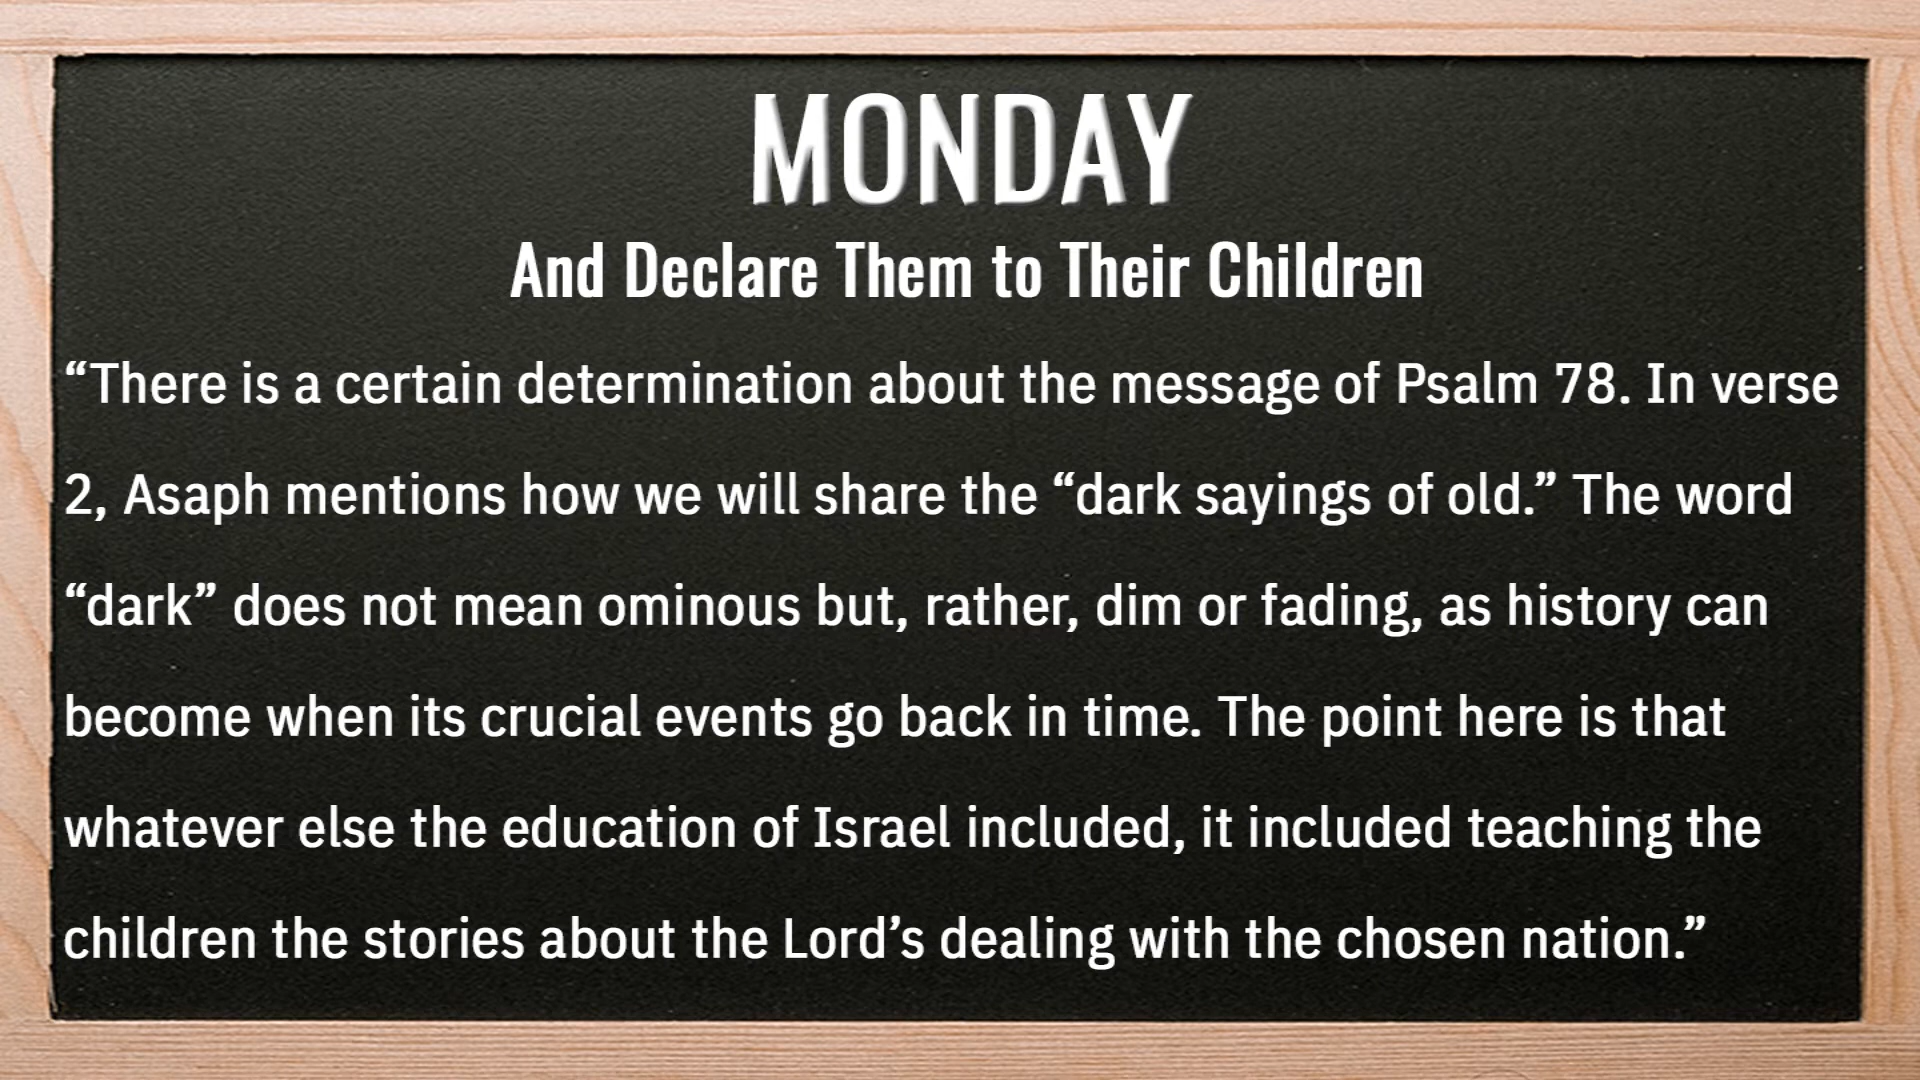 MONDAY
And Declare Them to Their Children
“There is a certain determination about the message of Psalm 78. In verse
2, Asaph mentions how we will share the “dark sayings of old.” The word
“dark” does not mean ominous but, rather, dim or fading, as history can
become when its crucial events go back in time. The point here is that
whatever else the education of Israel included, it included teaching the
children the stories about the Lord’s dealing with the chosen nation.”